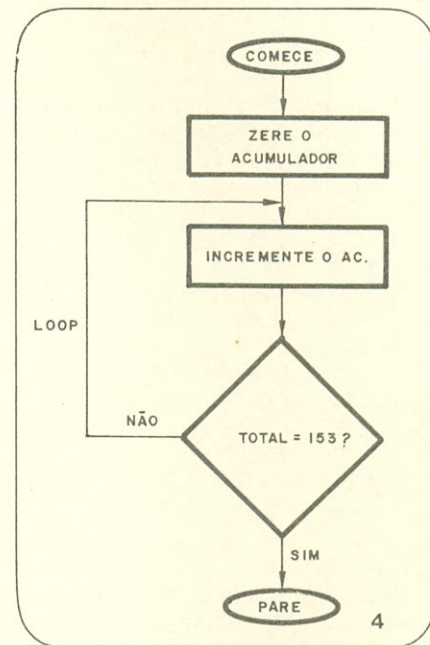 COMECE
ZERE O
ACUMULADOR
INCREMENTE O AC.
LOOP
NÃO
TOTAL = 153?
SIM
PARE
4